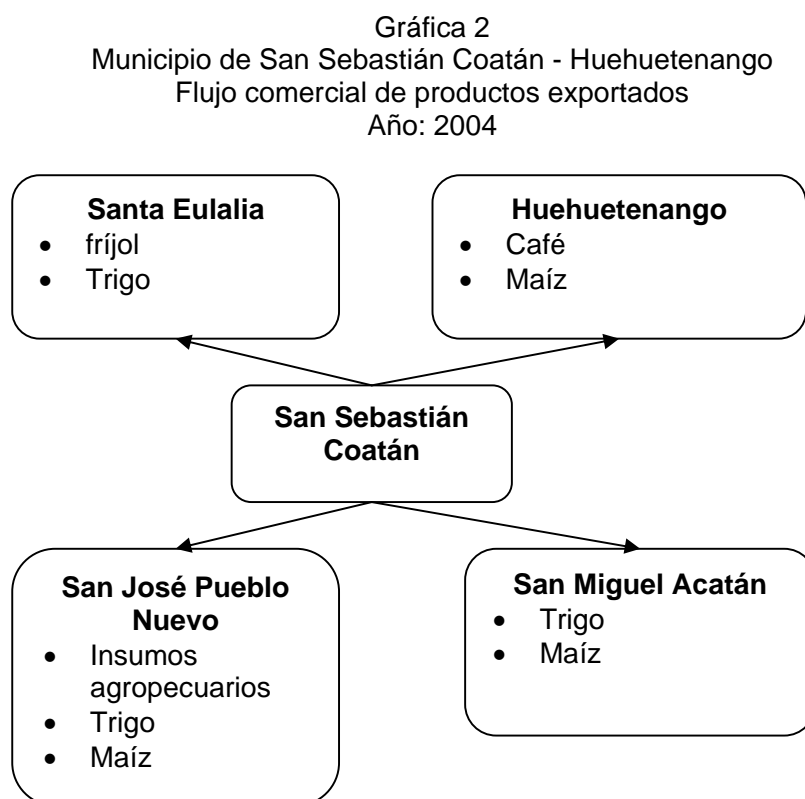 Gráfica 2
Municipio de San Sebastián Coatán - Huehuetenango
Flujo comercial de productos exportados
Año: 2004
Santa Eulalia
• fríjol
• Trigo
Huehuetenango
• Café
• Maíz
San Sebastián
Coatán
San José Pueblo
Nuevo
• Insumos
agropecuarios
• Trigo
• Maíz
San Miguel Acatán
• Trigo
• Maíz